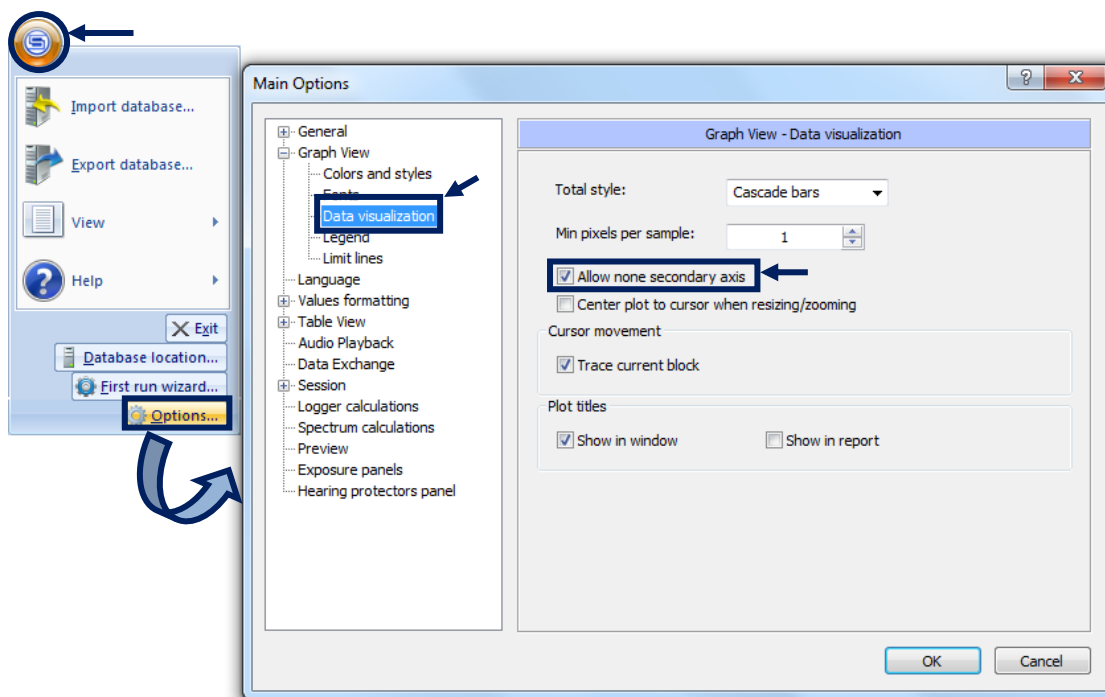 Import database...
Export database...
View
Help
Exit
Database location...
First run wizard...
Options...
Main Options
General
Graph View
Colors and styles
Fonts
Data visualization
Legend
Limit lines
Language
Values formatting
Table View
Audio Playback
Data Exchange
Session
Logger calculations
Spectrum calculations
Preview
Exposure panels
Hearing protectors panel
Graph View - Data visualization
Total style: Cascade bars
Min pixels per sample: 1
Allow none secondary axis
Center plot to cursor when resizing/zooming
Cursor movement
Trace current block
Plot titles
Show in window Show in report
OK Cancel